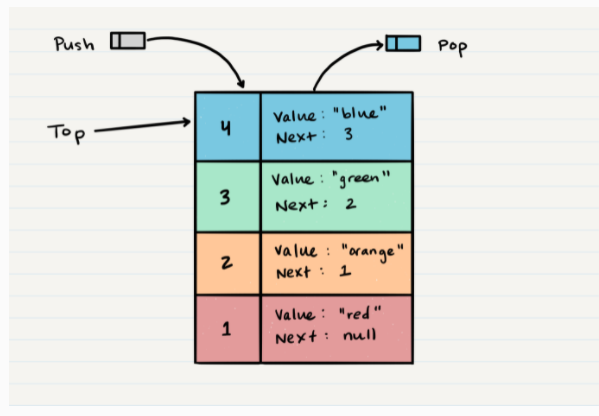 Push
Pop
Top
4
Value: "blue"
Next: 3
3
Value: "green"
Next: 2
2
Value: "orange"
Next: 1
1
Value: "red"
Next: null